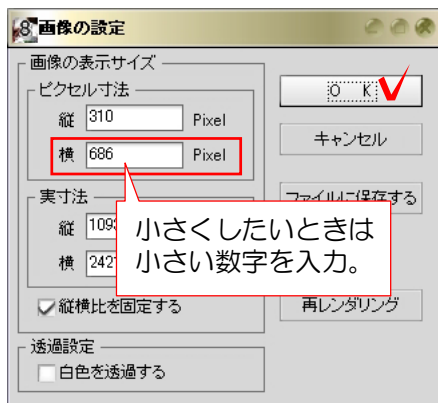 画像の設定
画像の表示サイズ
ピクセル寸法
縦 310 Pixel
横 686 Pixel
実寸法
縦 109
横 242
縦横比を固定する
透過設定
白色を透過する
O K
キャンセル
ファイルに保存する
再レンダリング
小さくしたいときは
小さい数字を入力。